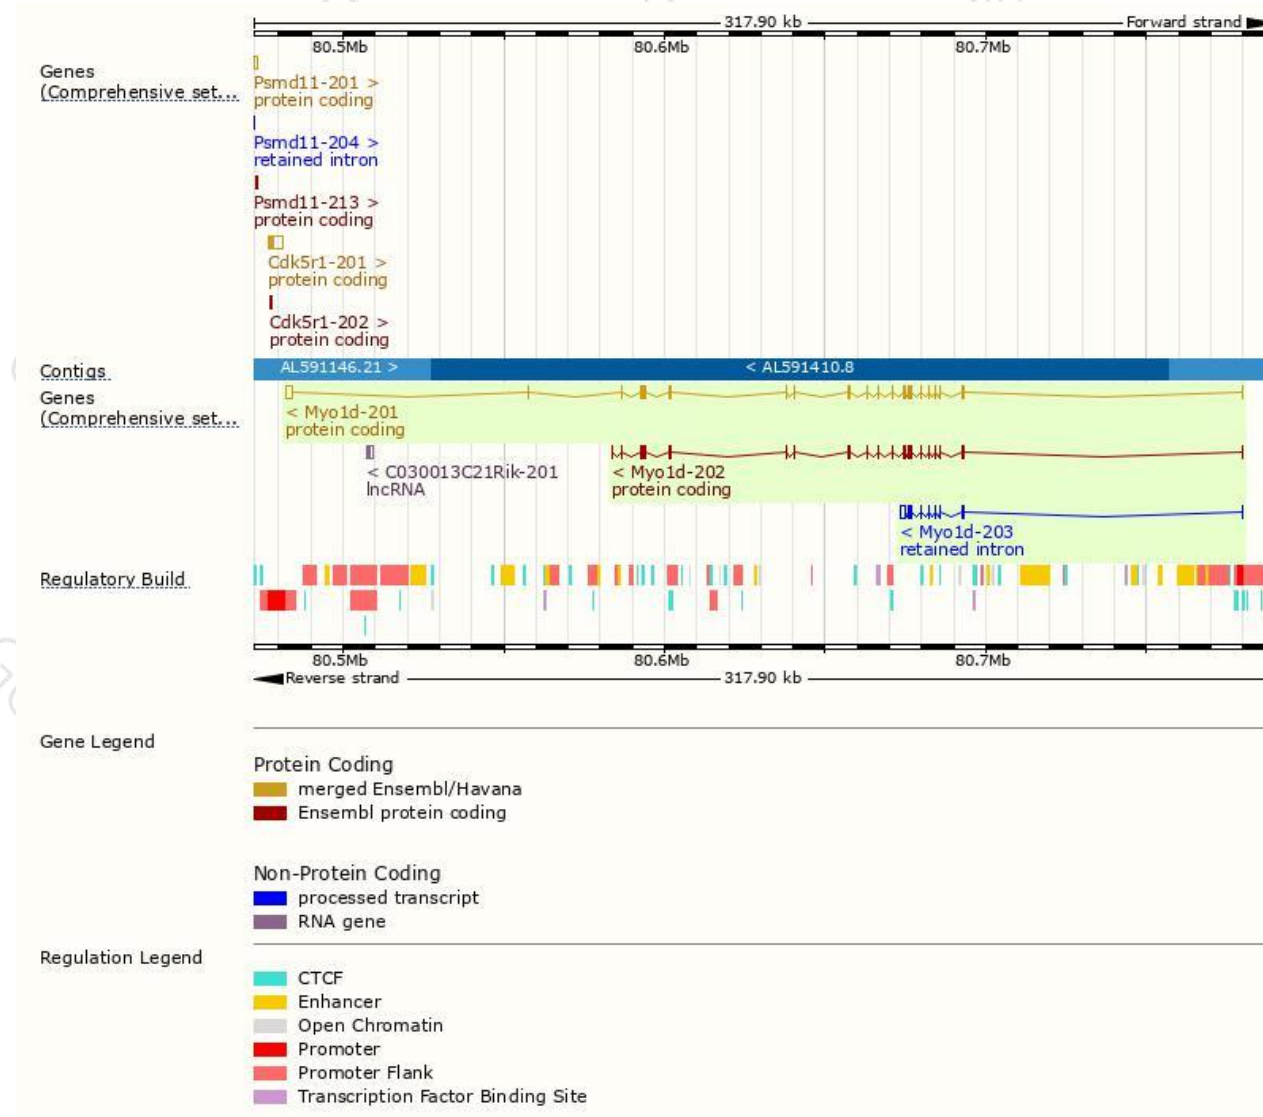 317.90 kb Forward strand
80.5Mb 80.6Mb 80.7Mb
Genes
(Comprehensive set...
Psmd11-201 >
protein coding
Psmd11-204 >
retained intron
Psmd11-213 >
protein coding
Cdk5r1-201 >
protein coding
Cdk5r1-202 >
protein coding
Contigs
AL591146.21 > < AL591410.8
Genes
(Comprehensive set...
< Myo1d-201
protein coding
< C030013C21Rik-201
lncRNA
< Myo1d-202
protein coding
< Myo1d-203
retained intron
Regulatory Build
80.5Mb 80.6Mb 80.7Mb
Reverse strand 317.90 kb
Gene Legend
Protein Coding
merged Ensembl/Havana
Ensembl protein coding
Non-Protein Coding
processed transcript
RNA gene
Regulation Legend
CTCF
Enhancer
Open Chromatin
Promoter
Promoter Flank
Transcription Factor Binding Site